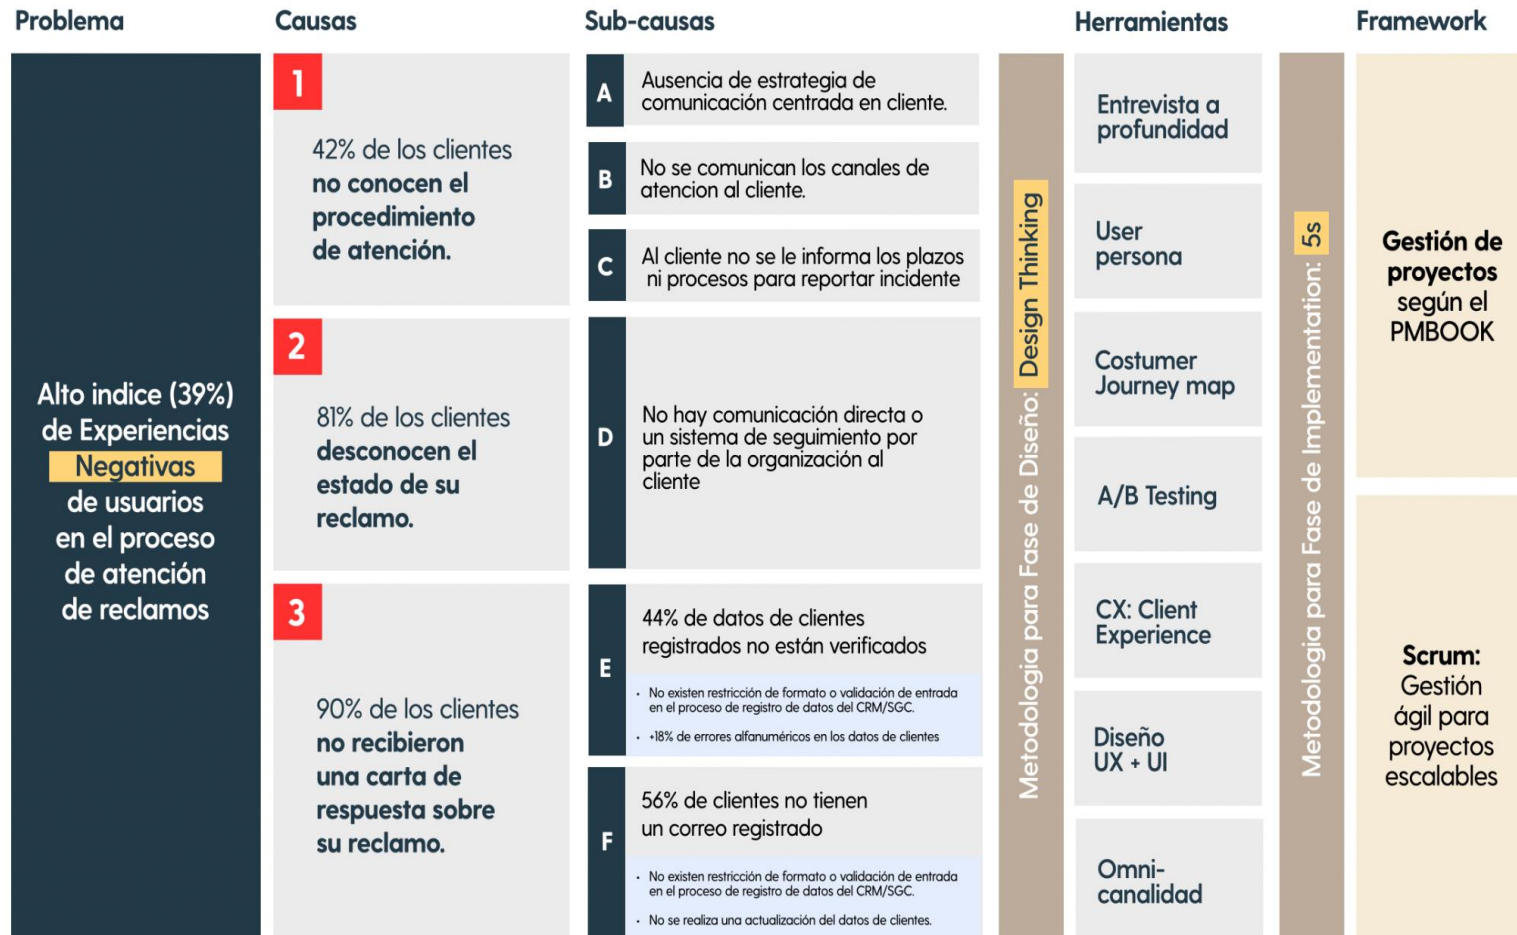 Problema
Causas
Sub-causas
Herramientas
Framework
Alto indice (39%)
de Experiencias
Negativas
de usuarios
en el proceso
de atención
de reclamos
1
42% de los clientes
no conocen el
procedimiento
de atención.
2
81% de los clientes
desconocen el
estado de su
reclamo.
3
90% de los clientes
no recibieron
una carta de
respuesta sobre
su reclamo.
A
Ausencia de estrategia de
comunicación centrada en cliente.
B
No se comunican los canales de
atencion al cliente.
C
Al cliente no se le informa los plazos
ni procesos para reportar incidente
D
No hay comunicación directa o
un sistema de seguimiento por
parte de la organización al
cliente
E
44% de datos de clientes
registrados no están verificados
• No existen restricción de formato o validación de entrada
en el proceso de registro de datos del CRM/SGC.
• +18% de errores alfanuméricos en los datos de clientes
F
56% de clientes no tienen
un correo registrado
• No existen restricción de formato o validación de entrada
en el proceso de registro de datos del CRM/SGC.
• No se realiza una actualización del datos de clientes.
Metodologia para Fase de Diseño: Design Thinking
Entrevista a
profundidad
User
persona
Costumer
Journey map
A/B Testing
CX: Client
Experience
Diseño
UX + UI
Omni-
canalidad
Metodologia para Fase de Implementation: 5s
Gestión de
proyectos
según el
PMBOOK
Scrum:
Gestión
ágil para
proyectos
escalables